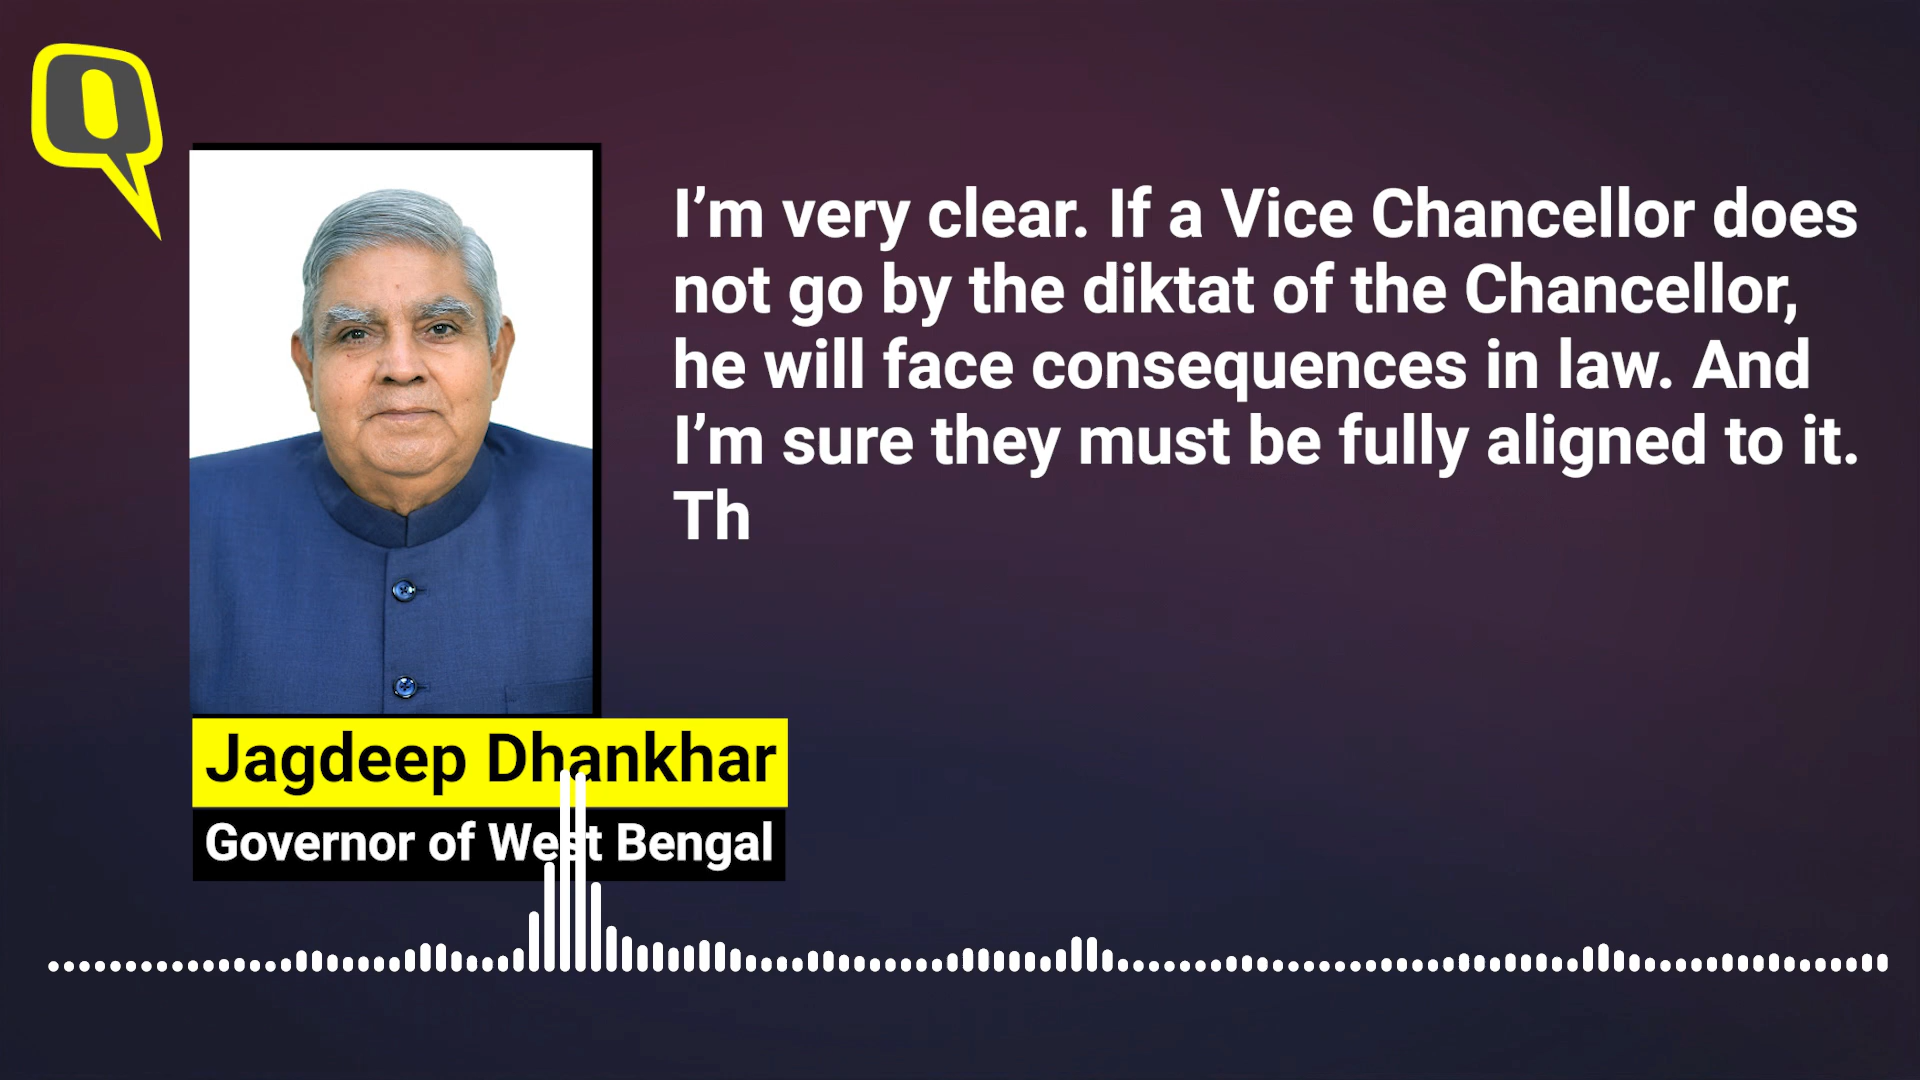 I’m very clear. If a Vice Chancellor does
not go by the diktat of the Chancellor,
he will face consequences in law. And
I’m sure they must be fully aligned to it.
Th
Jagdeep Dhankhar
Governor of West Bengal